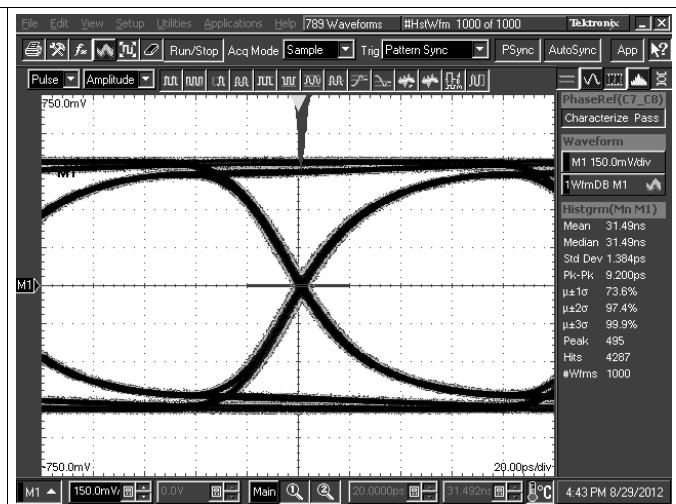 File Edit View Setup Utilities Applications Help 789 Waveforms #HstWfm 1000 of 1000 Tektronix
Run/Stop Acq Mode Sample Trig Pattern Sync PSync AutoSync App
Pulse Amplitude
750.0mV
M1
M1
-750.0mV
20.00ps/div
PhaseRef(C7_C8)
Characterize Pass
Waveform
M1 150.0mV/div
1WfmDB M1
Histgrm(Mn M1)
Mean 31.49ns
Median 31.49ns
Std Dev 1.384ps
Pk-Pk 9.200ps
µ±1σ 73.6%
µ±2σ 97.4%
µ±3σ 99.9%
Peak 495
Hits 4287
#Wfms 1000
M1 150.0mV/ 0.0V Main 1 2 20.0000ps 31.492ns °C 4:43 PM 8/29/2012